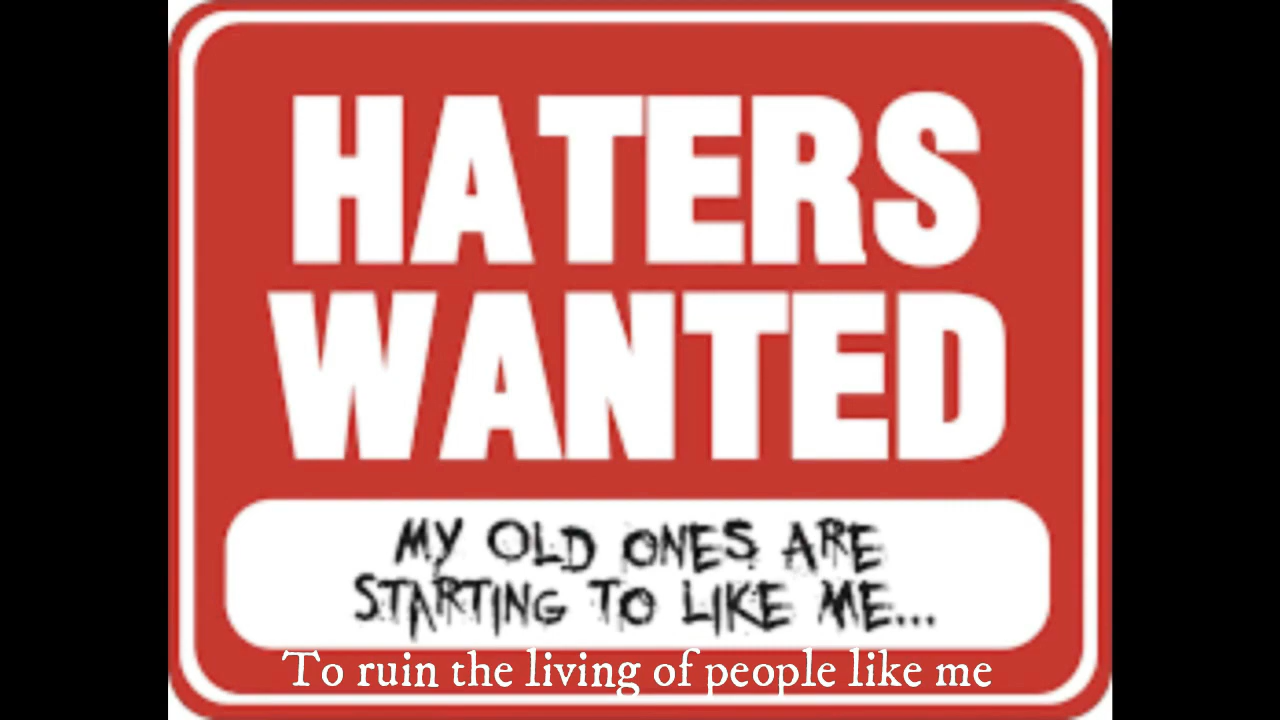 HATERS
WANTED
MY OLD ONES ARE
STARTING TO LIKE ME...
To ruin the living of people like me